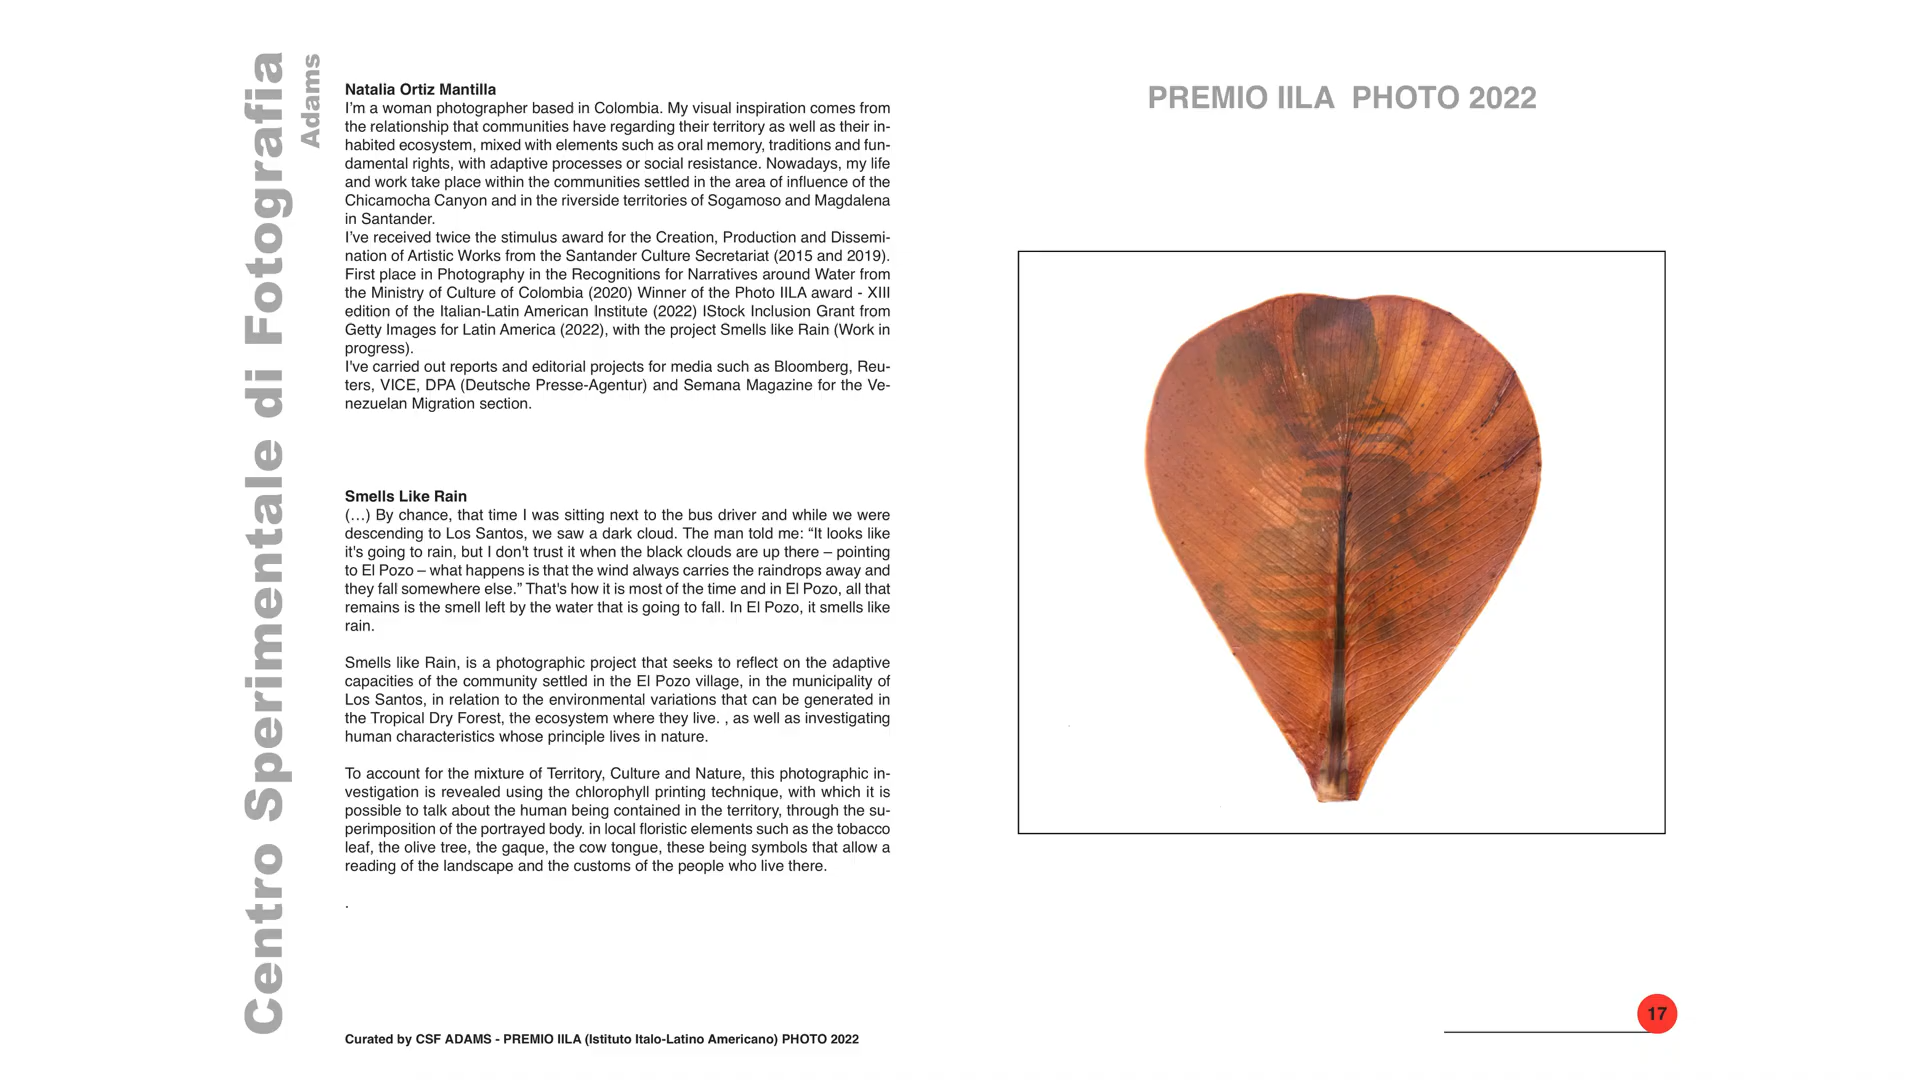 Centro Sperimentale di Fotografia
Adams
Natalia Ortiz Mantilla
I'm a woman photographer based in Colombia. My visual inspiration comes from
the relationship that communities have regarding their territory as well as their in-
habited ecosystem, mixed with elements such as oral memory, traditions and fun-
damental rights, with adaptive processes or social resistance. Nowadays, my life
and work take place within the communities settled in the area of influence of the
Chicamocha Canyon and in the riverside territories of Sogamoso and Magdalena
in Santander.
I've received twice the stimulus award for the Creation, Production and Dissemi-
nation of Artistic Works from the Santander Culture Secretariat (2015 and 2019).
First place in Photography in the Recognitions for Narratives around Water from
the Ministry of Culture of Colombia (2020) Winner of the Photo IILA award - XIII
edition of the Italian-Latin American Institute (2022) IStock Inclusion Grant from
Getty Images for Latin America (2022), with the project Smells like Rain (Work in
progress).
I've carried out reports and editorial projects for media such as Bloomberg, Reu-
ters, VICE, DPA (Deutsche Presse-Agentur) and Semana Magazine for the Ve-
nezuelan Migration section.
Smells Like Rain
(…) By chance, that time I was sitting next to the bus driver and while we were
descending to Los Santos, we saw a dark cloud. The man told me: “It looks like
it's going to rain, but I don't trust it when the black clouds are up there – pointing
to El Pozo – what happens is that the wind always carries the raindrops away and
they fall somewhere else.” That's how it is most of the time and in El Pozo, all that
remains is the smell left by the water that is going to fall. In El Pozo, it smells like
rain.
Smells like Rain, is a photographic project that seeks to reflect on the adaptive
capacities of the community settled in the El Pozo village, in the municipality of
Los Santos, in relation to the environmental variations that can be generated in
the Tropical Dry Forest, the ecosystem where they live. , as well as investigating
human characteristics whose principle lives in nature.
To account for the mixture of Territory, Culture and Nature, this photographic in-
vestigation is revealed using the chlorophyll printing technique, with which it is
possible to talk about the human being contained in the territory, through the su-
perimposition of the portrayed body. in local floristic elements such as the tobacco
leaf, the olive tree, the gaque, the cow tongue, these being symbols that allow a
reading of the landscape and the customs of the people who live there.
.
Curated by CSF ADAMS - PREMIO IILA (Istituto Italo-Latino Americano) PHOTO 2022
PREMIO IILA PHOTO 2022
17